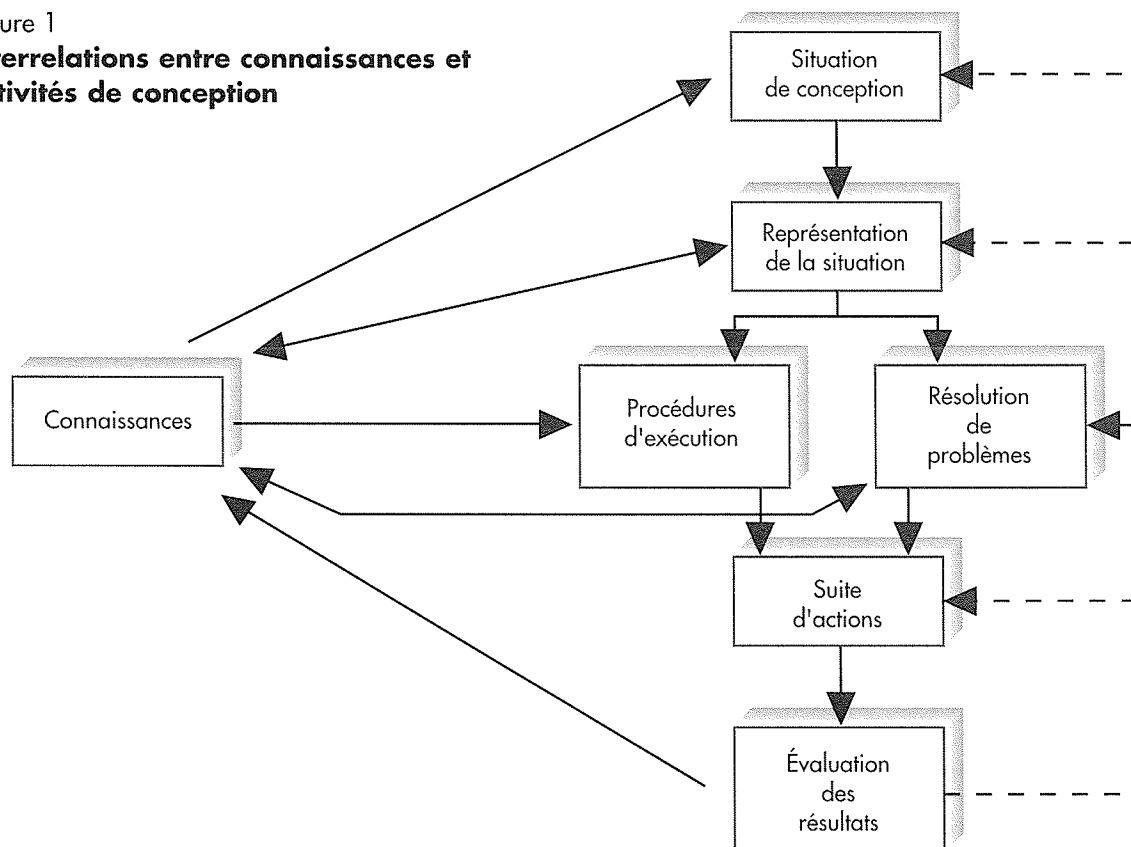 ure 1
terrelations entre connaissances et
tivités de conception
Situation
de conception
Représentation
de la situation
Connaissances
Procédures
d'exécution
Résolution
de
problèmes
Suite
d'actions
Évaluation
des
résultats